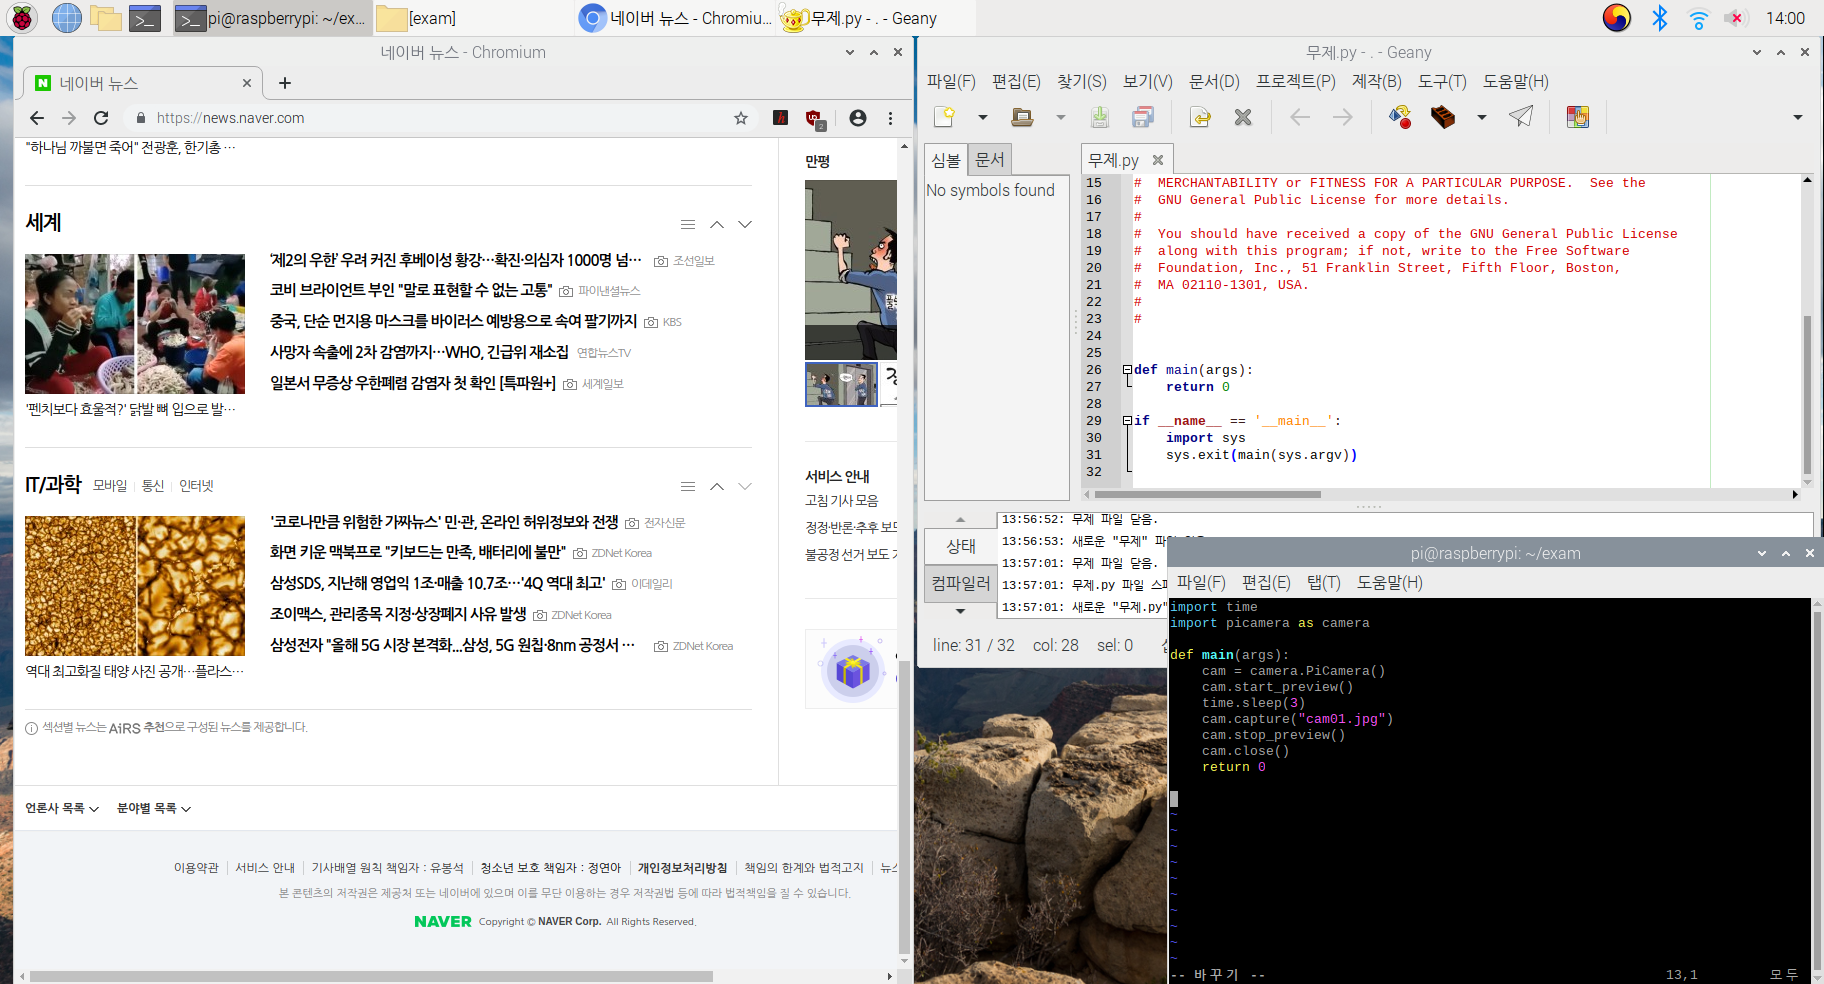 pi@raspberrypi: ~/ex...
[exam]
네이버 뉴스 - Chromiu...
무제.py - . - Geany
14:00
네이버 뉴스 - Chromium
네이버 뉴스
https://news.naver.com
"하나님 까불면 죽어" 전광훈, 한기총 …
세계
'제2의 우한' 우려 커진 후베이성 황강…확진·의심자 1000명 넘… 조선일보
코비 브라이언트 부인 "말로 표현할 수 없는 고통" 파이낸셜뉴스
중국, 단순 먼지용 마스크를 바이러스 예방용으로 속여 팔기까지 KBS
사망자 속출에 2차 감염까지…WHO, 긴급위 재소집 연합뉴스TV
일본서 무증상 우한폐렴 감염자 첫 확인 [특파원+] 세계일보
'펜치보다 효율적?' 닭발 뼈 입으로 발…
IT/과학 모바일 통신 인터넷
'코로나만큼 위험한 가짜뉴스' 민·관, 온라인 허위정보와 전쟁 전자신문
화면 키운 맥북프로 "키보드는 만족, 배터리에 불만" ZDNet Korea
삼성SDS, 지난해 영업익 1조·매출 10.7조…'4Q 역대 최고' 이데일리
조이맥스, 관리종목 지정·상장폐지 사유 발생 ZDNet Korea
삼성전자 "올해 5G 시장 본격화...삼성, 5G 원칩·8nm 공정서 … ZDNet Korea
역대 최고화질 태양 사진 공개…플라스…
섹션별 뉴스는 AiRS 추천으로 구성된 뉴스를 제공합니다.
만평
서비스 안내
고침 기사 모음
정정·반론·추후 보도
불공정 선거 보도 기
언론사 목록 분야별 목록
이용약관 서비스 안내 기사배열 원칙 책임자 : 유봉석 청소년 보호 책임자 : 정연아 개인정보처리방침 책임의 한계와 법적고지 뉴스
본 콘텐츠의 저작권은 제공처 또는 네이버에 있으며 이를 무단 이용하는 경우 저작권법 등에 따라 법적책임을 질 수 있습니다.
NAVER Copyright © NAVER Corp. All Rights Reserved.
무제.py - . - Geany
파일(F) 편집(E) 찾기(S) 보기(V) 문서(D) 프로젝트(P) 제작(B) 도구(T) 도움말(H)
심볼 문서
No symbols found
무제.py
15 #  MERCHANTABILITY or FITNESS FOR A PARTICULAR PURPOSE.  See the
16 #  GNU General Public License for more details.
17 #
18 #  You should have received a copy of the GNU General Public License
19 #  along with this program; if not, write to the Free Software
20 #  Foundation, Inc., 51 Franklin Street, Fifth Floor, Boston,
21 #  MA 02110-1301, USA.
22 #
23 #
24
25
26 def main(args):
27     return 0
28
29 if __name__ == '__main__':
30     import sys
31     sys.exit(main(sys.argv))
32
상태
컴파일러
13:56:52: 무제 파일 닫음.
13:56:53: 새로운 "무제" 파일
13:57:01: 무제 파일 닫음.
13:57:01: 무제.py 파일
13:57:01: 새로운 "무제.py"
line: 31 / 32 col: 28 sel: 0
pi@raspberrypi: ~/exam
파일(F) 편집(E) 탭(T) 도움말(H)
import time
import picamera as camera
def main(args):
    cam = camera.PiCamera()
    cam.start_preview()
    time.sleep(3)
    cam.capture("cam01.jpg")
    cam.stop_preview()
    cam.close()
    return 0
~
~
~
~
~
~
~
~
~
~
-- 바꾸기 -- 13,1 모두